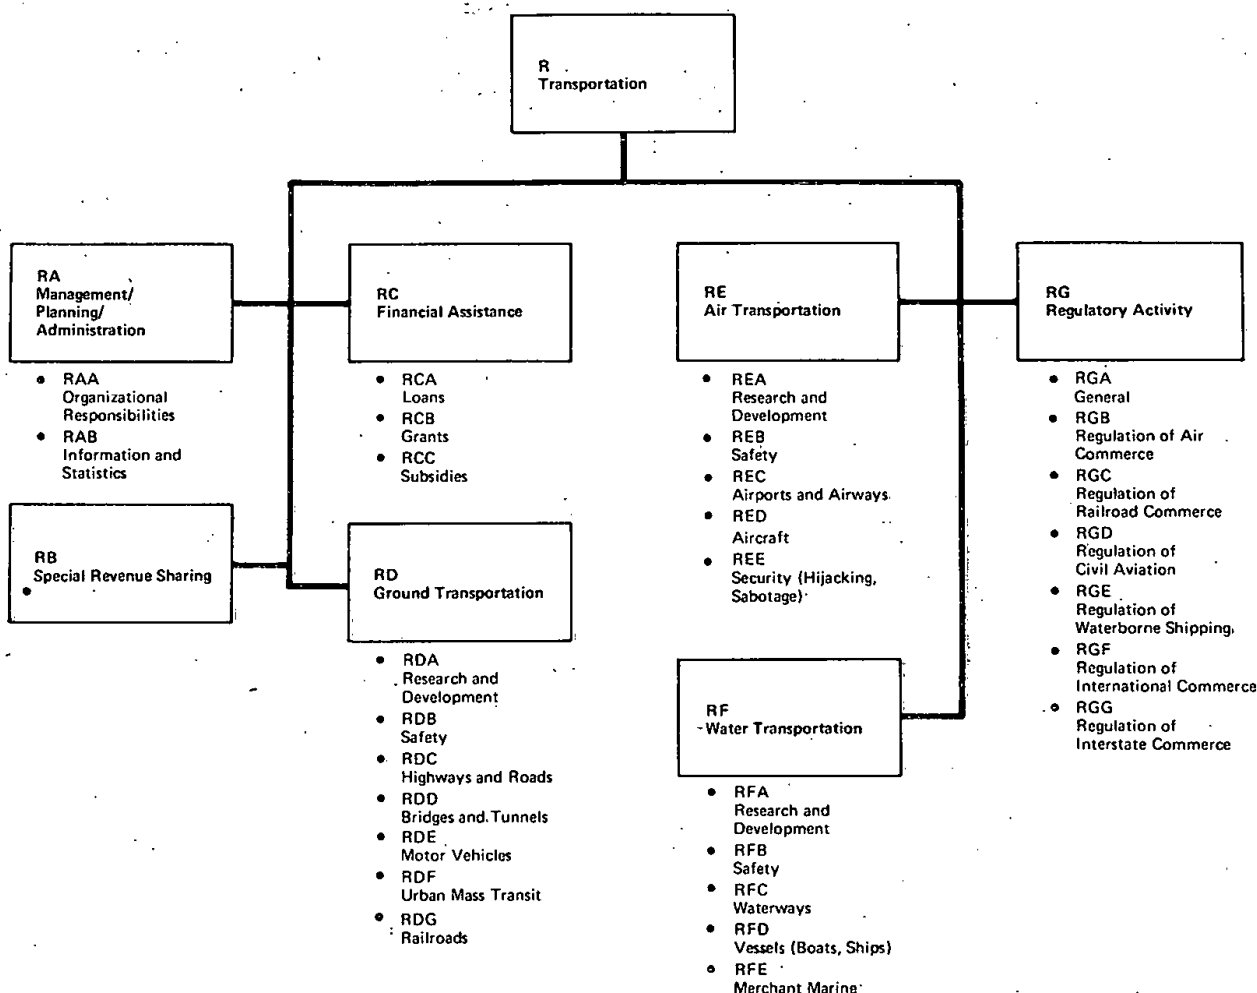 R
Transportation
RA
Management/
Planning/
Administration
• RAA
Organizational
Responsibilities
• RAB
Information and
Statistics
RB
Special Revenue Sharing
RC
Financial Assistance
• RCA
Loans
• RCB
Grants
• RCC
Subsidies
RD
Ground Transportation
• RDA
Research and
Development
• RDB
Safety
• RDC
Highways and Roads
• RDD
Bridges and Tunnels
• RDE
Motor Vehicles
• RDF
Urban Mass Transit
• RDG
Railroads
RE
Air Transportation
• REA
Research and
Development
• REB
Safety
• REC
Airports and Airways
• RED
Aircraft
• REE
Security (Hijacking,
Sabotage)
RF
Water Transportation
• RFA
Research and
Development
• RFB
Safety
• RFC
Waterways
• RFD
Vessels (Boats, Ships)
• RFE
Merchant Marine
RG
Regulatory Activity
• RGA
General
• RGB
Regulation of Air
Commerce
• RGC
Regulation of
Railroad Commerce
• RGD
Regulation of
Civil Aviation
• RGE
Regulation of
Waterborne Shipping
• RGF
Regulation of
International Commerce
• RGG
Regulation of
Interstate Commerce